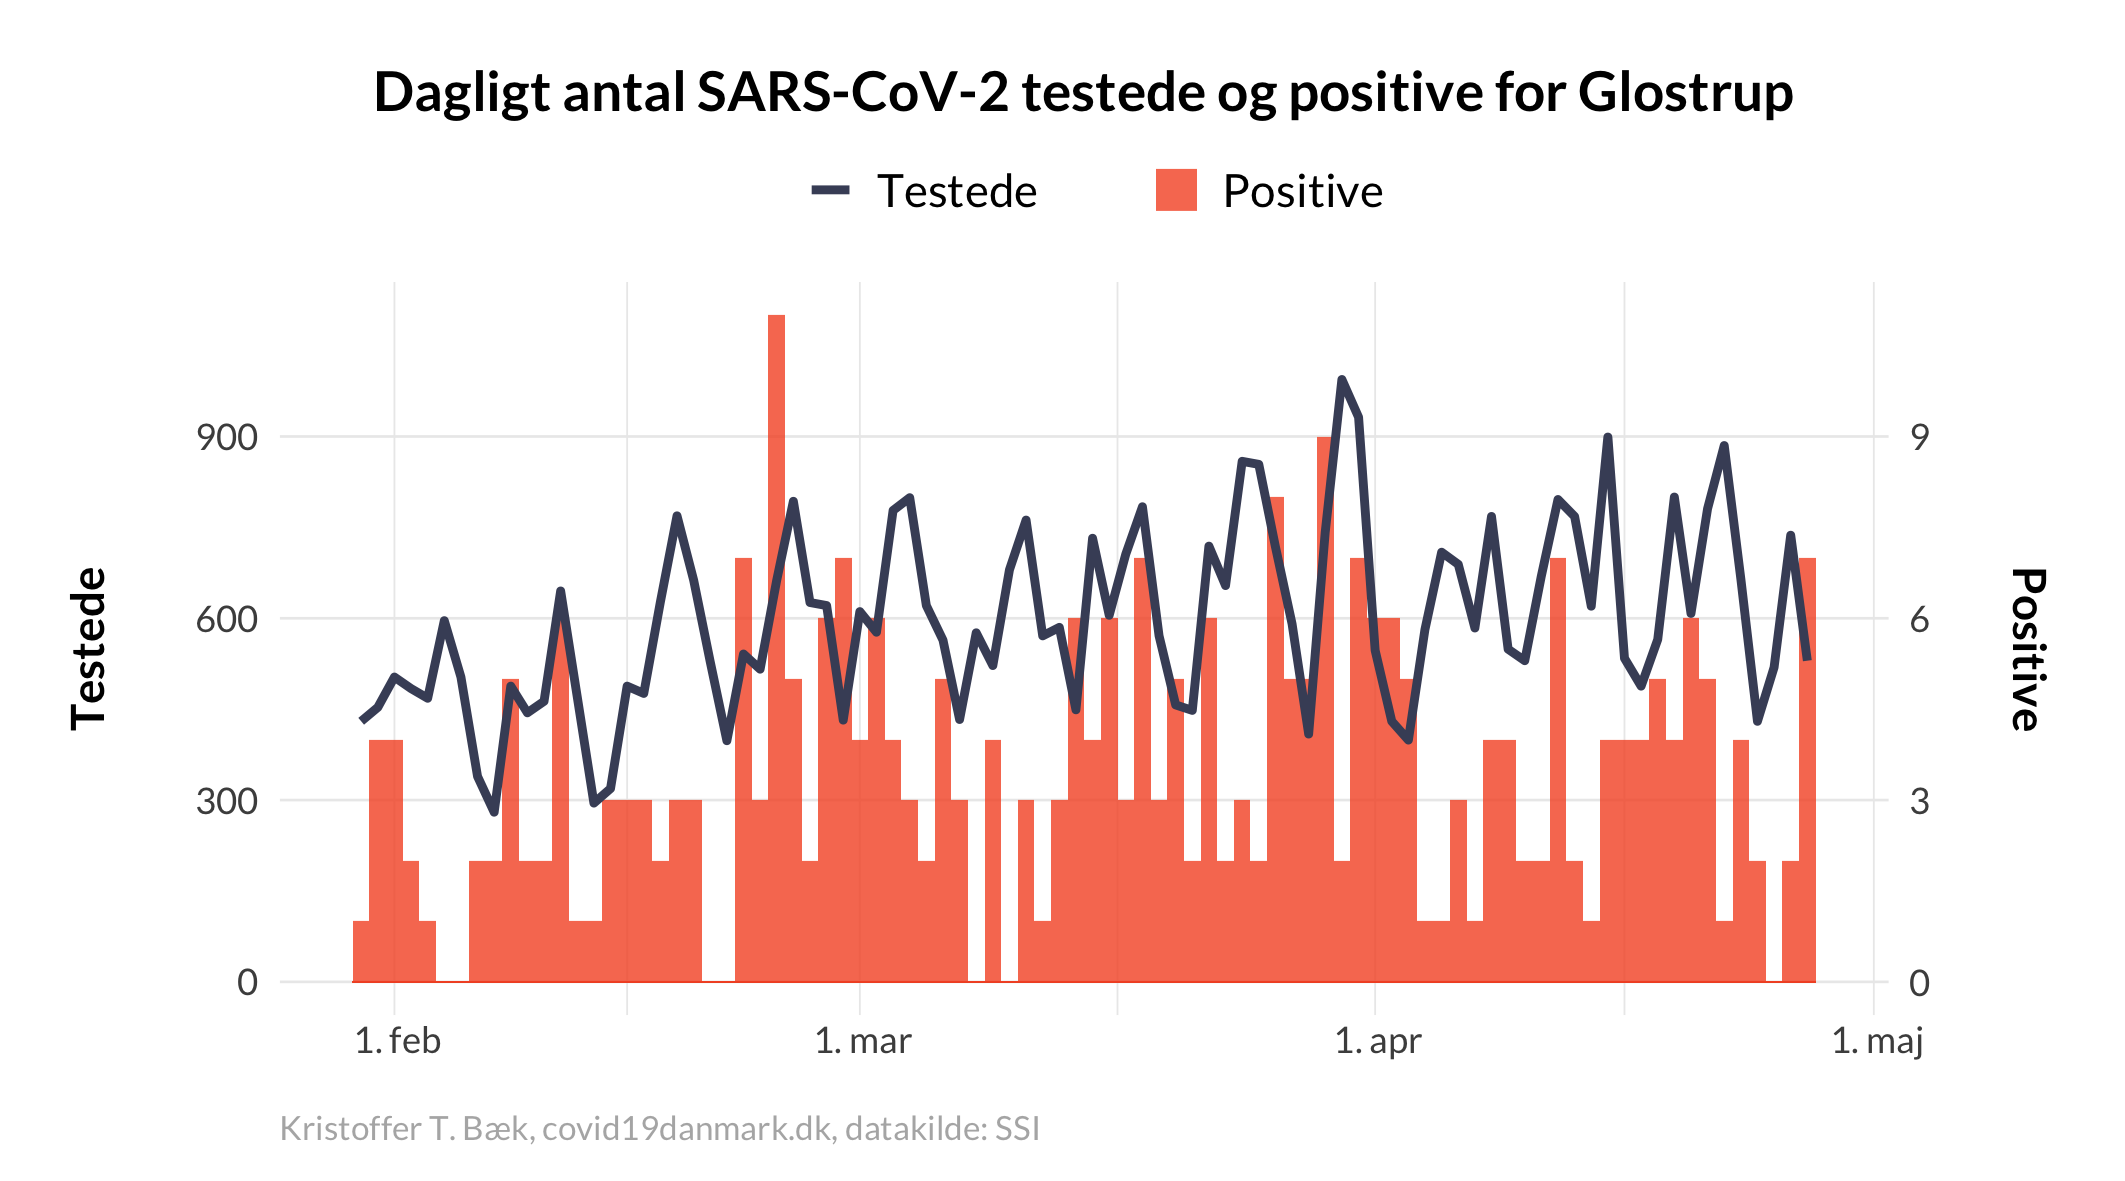 Dagligt antal SARS-CoV-2 testede og positive for Glostrup
Testede
Positive
Testede
900
600
300
0
9
6
3
0
Positive
1. feb
1. mar
1. apr
1. maj
Kristoffer T. Bæk, covid19danmark.dk, datakilde: SSI